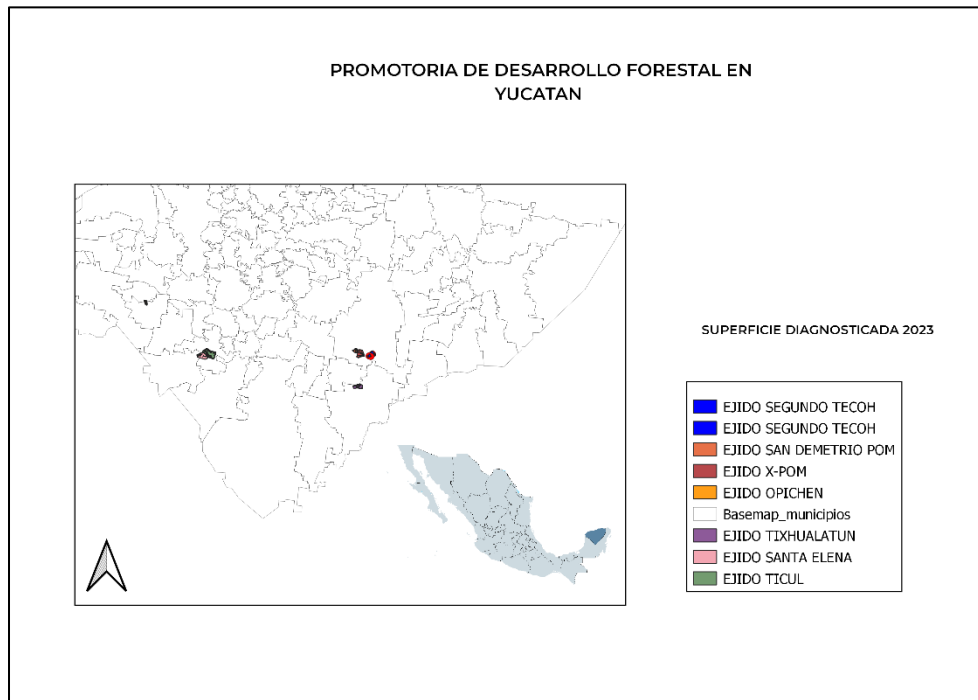 PROMOTORIA DE DESARROLLO FORESTAL EN
YUCATAN
SUPERFICIE DIAGNOSTICADA 2023
EJIDO SEGUNDO TECOH
EJIDO SEGUNDO TECOH
EJIDO SAN DEMETRIO POM
EJIDO X-POM
EJIDO OPICHEN
Basemap_municipios
EJIDO TIXHUALATUN
EJIDO SANTA ELENA
EJIDO TICUL